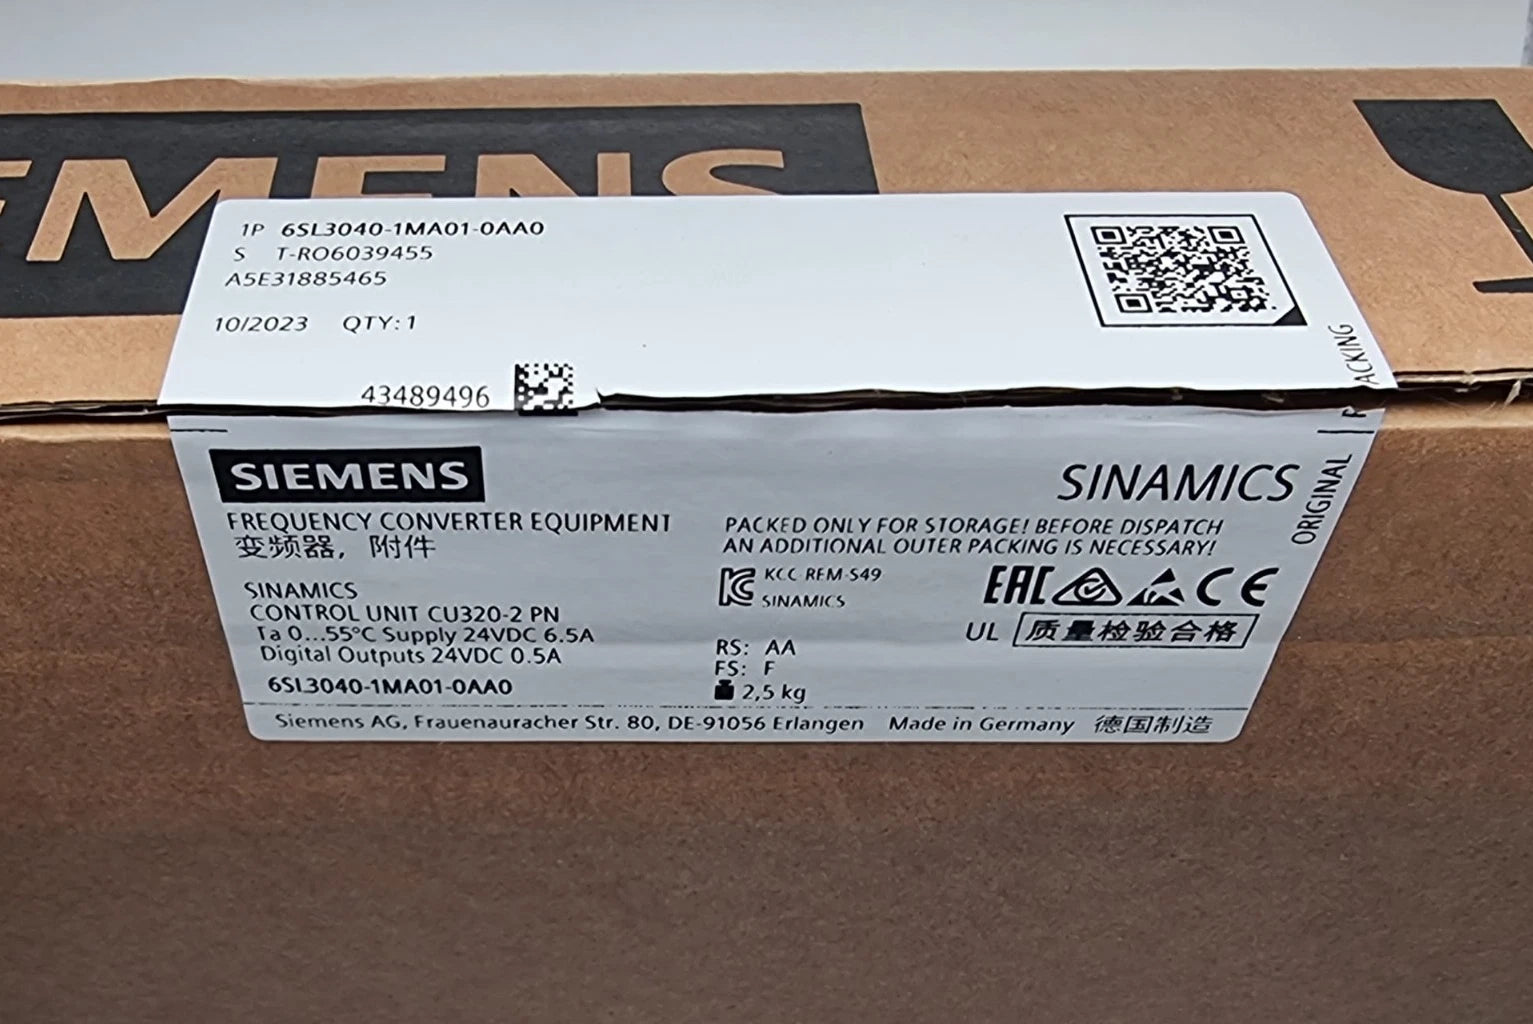 SIEMENS
1P 6SL3040-1MA01-0AA0
S T-RO6039455
A5E31885465
10/2023 QTY: 1
43489496
SIEMENS
FREQUENCY CONVERTER EQUIPMENT
变频器，附件
SINAMICS
CONTROL UNIT CU320-2 PN
Ta 0...55°C Supply 24VDC 6.5A
Digital Outputs 24VDC 0.5A
6SL3040-1MA01-0AA0
SINAMICS
PACKED ONLY FOR STORAGE! BEFORE DISPATCH
AN ADDITIONAL OUTER PACKING IS NECESSARY!
KCC-REM-S49
SINAMICS
EAC CE
UL 质量检验合格
RS: AA
FS: F
2,5 kg
ORIGINAL
Siemens AG, Frauenauracher Str. 80, DE-91056 Erlangen Made in Germany 德国制造